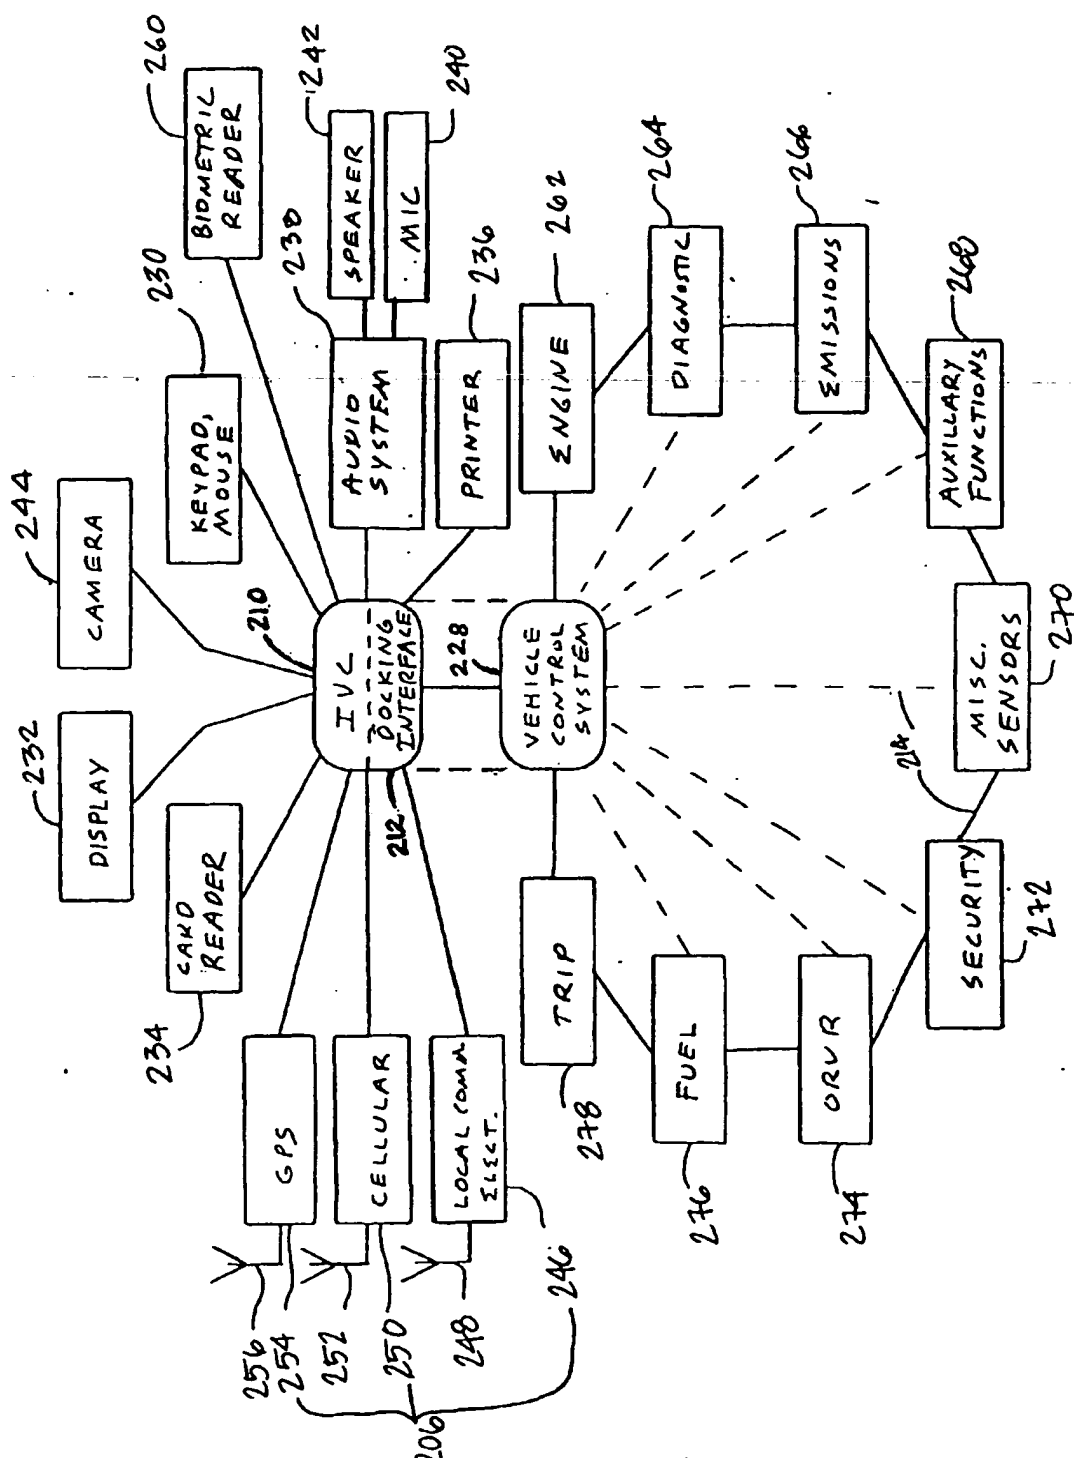 256
254
252
250
248
246
206
GPS
CELLULAR
LOCAL COMM
ELECT.
234
CARD
READER
232
DISPLAY
244
CAMERA
230
KEYPAD,
MOUSE
260
BIOMETRIC
READER
242
SPEAKER
240
MIC
238
AUDIO
SYSTEM
236
PRINTER
210
IVC
DOCKING
INTERFACE
212
228
VEHICLE
CONTROL
SYSTEM
278
TRIP
262
ENGINE
276
FUEL
264
DIAGNOSTIC
274
ORVR
266
EMISSIONS
272
SECURITY
214
MISC.
SENSORS
270
AUXILLARY
FUNCTIONS
268